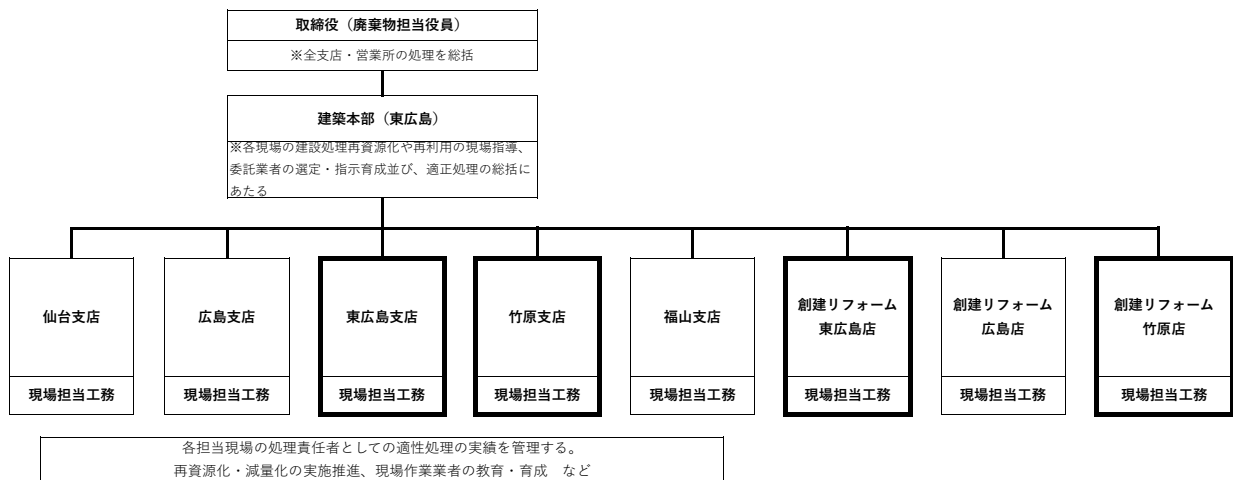 取締役（廃棄物担当役員）
※全支店・営業所の処理を総括
建築本部（東広島）
※各現場の建設処理再資源化や再利用の現場指導、
委託業者の選定・指示育成並び、適正処理の総括に
あたる
仙台支店
広島支店
東広島支店
竹原支店
福山支店
創建リフォーム
東広島店
創建リフォーム
広島店
創建リフォーム
竹原店
現場担当工務
現場担当工務
現場担当工務
現場担当工務
現場担当工務
現場担当工務
現場担当工務
現場担当工務
各担当現場の処理責任者としての適性処理の実績を管理する。
再資源化・減量化の実施推進、現場作業業者の教育・育成　など